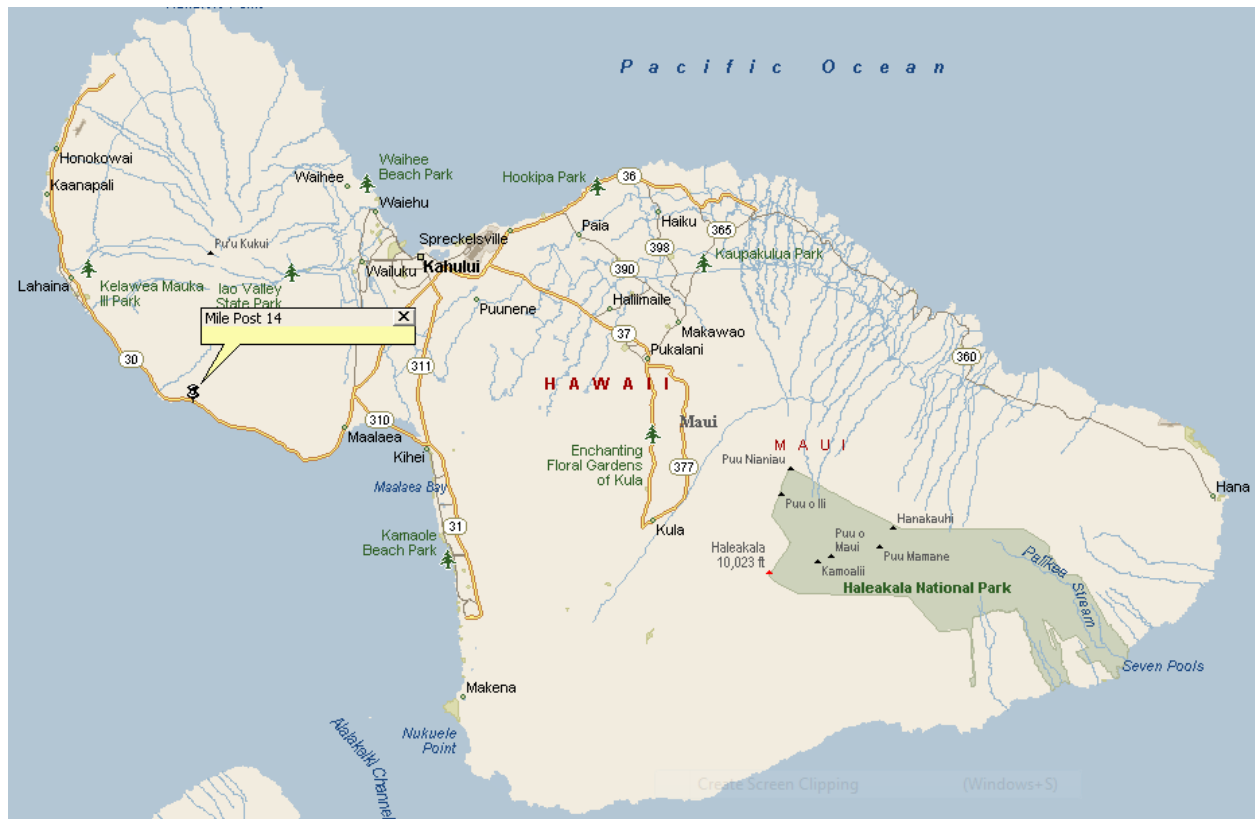 Pacific Ocean
Honokowai
Kaanapali
Waihee
Beach Park
Waihee
Waiehu
Hookipa Park
36
Spreckelsville
Paia
Haiku
365
398
390
Kaupakulua Park
Pu'u Kukui
Wailuku
Kahului
Lahaina
Kelawea Mauka
III Park
Iao Valley
State Park
Puunene
Haliimaile
Makawao
Mile Post 14
37
Pukalani
30
311
360
HAWAII
310
Maalaea
Kihei
Maui
MAUI
Enchanting
Floral Gardens
of Kula
377
Puu Nianiau
Maalaea Bay
Hana
Puu o Ili
31
Kula
Hanakauhi
Kamaole
Beach Park
Haleakala
10,023 ft
Puu o
Maui
Puu Mamane
Kamoalii
Haleakala National Park
Palikea Stream
Seven Pools
Makena
Nukuele
Point
Alalakeiki Channel
Create Screen Clipping (Windows+S)